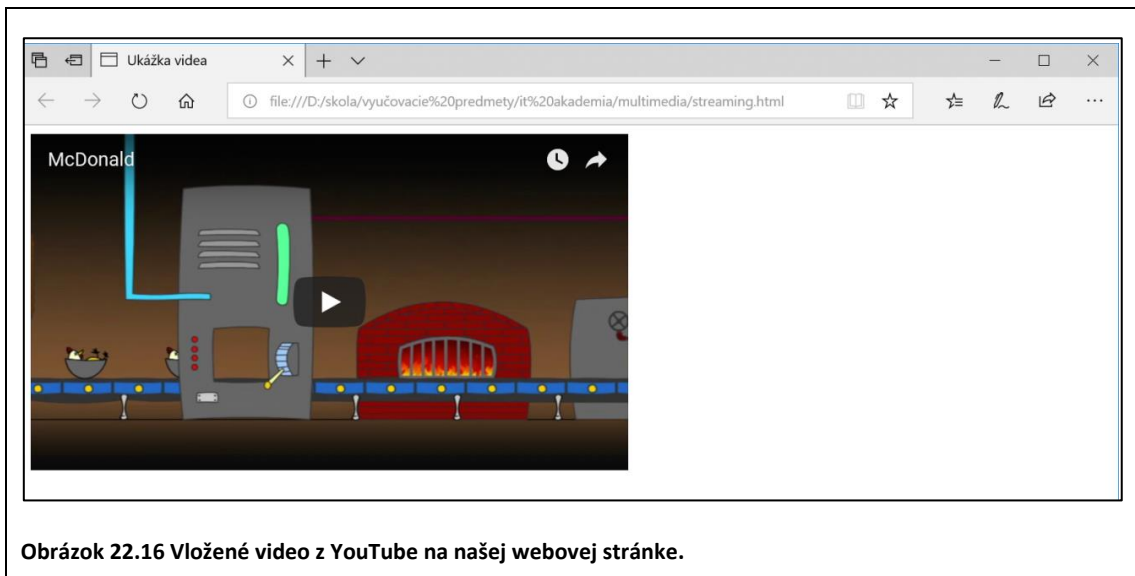 Ukážka videa
file:///D:/skola/vyučovacie%20predmety/it%20akademia/multimedia/streaming.html
McDonald
Obrázok 22.16 Vložené video z YouTube na našej webovej stránke.